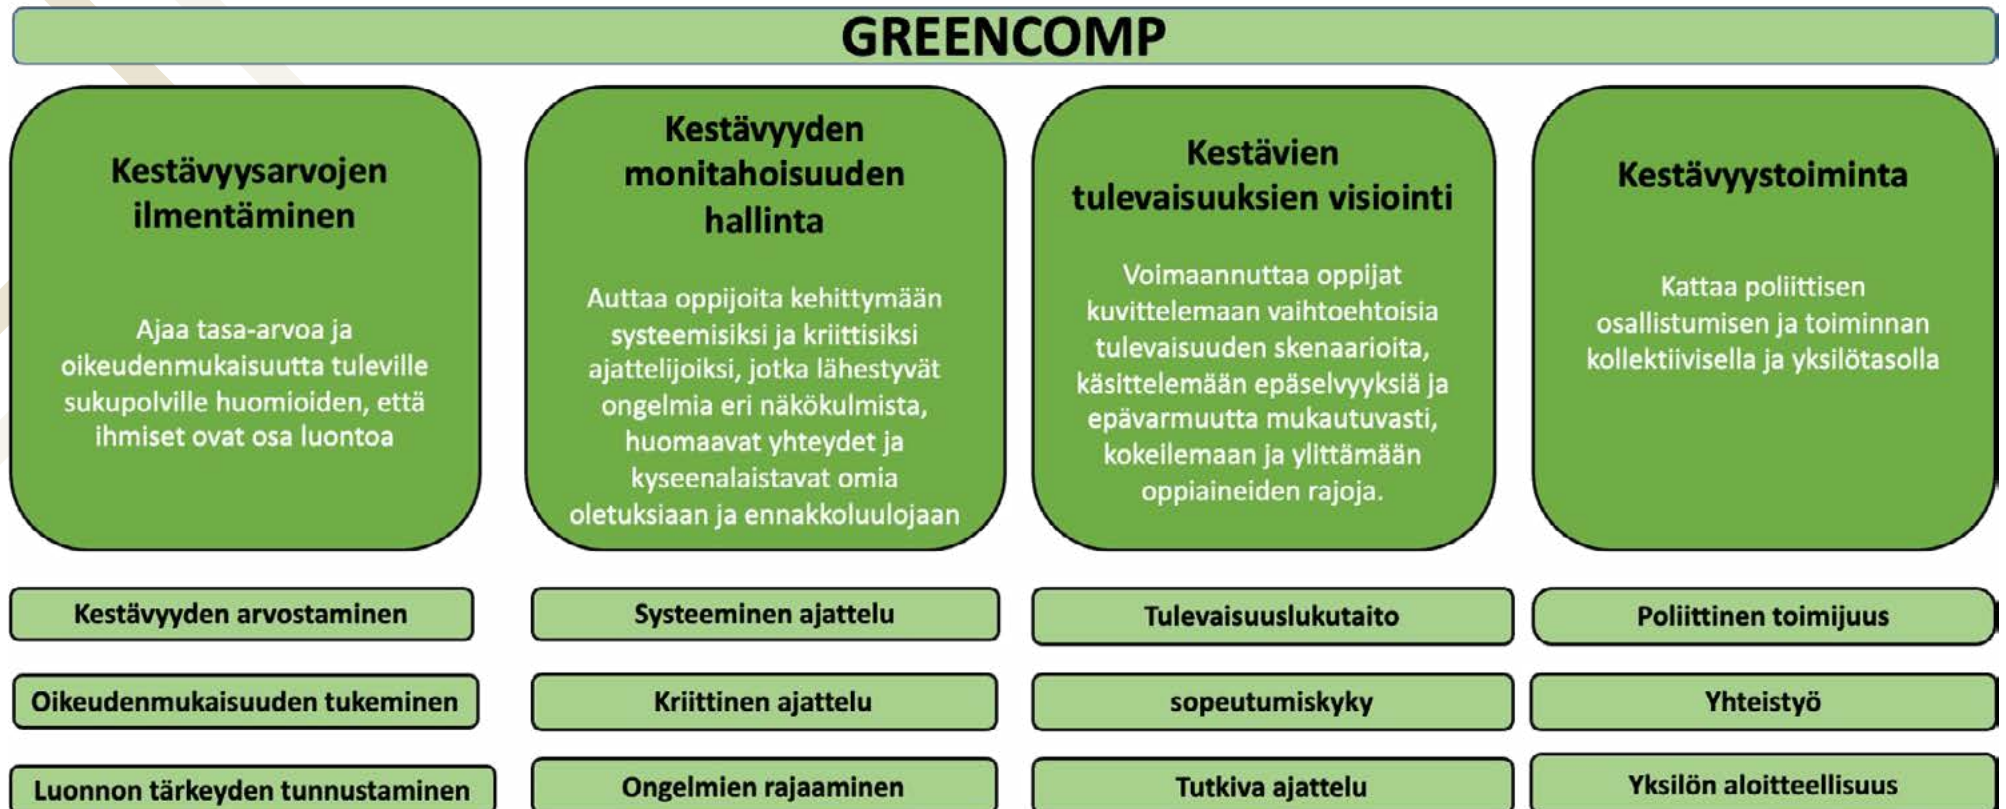 GREENCOMP
Kestävyysarvojen
ilmentäminen
Ajaa tasa-arvoa ja
oikeudenmukaisuutta tuleville
sukupolville huomioiden, että
ihmiset ovat osa luontoa
Kestävyyden
monitahoisuuden
hallinta
Auttaa oppijoita kehittymään
systeemisiksi ja kriittisiksi
ajattelijoiksi, jotka lähestyvät
ongelmia eri näkökulmista,
huomaavat yhteydet ja
kyseenalaistavat omia
oletuksiaan ja ennakkoluulojaan
Kestävien
tulevaisuuksien visiointi
Voimaannuttaa oppijat
kuvittelemaan vaihtoehtoisia
tulevaisuuden skenaarioita,
käsittelemään epäselvyyksiä ja
epävarmuutta mukautuvasti,
kokeilemaan ja ylittämään
oppiaineiden rajoja.
Kestävyystoiminta
Kattaa poliittisen
osallistumisen ja toiminnan
kollektiivisella ja yksilötasolla
Kestävyyden arvostaminen
Systeeminen ajattelu
Tulevaisuuslukutaito
Poliittinen toimijuus
Oikeudenmukaisuuden tukeminen
Kriittinen ajattelu
sopeutumiskyky
Yhteistyö
Luonnon tärkeyden tunnustaminen
Ongelmien rajaaminen
Tutkiva ajattelu
Yksilön aloitteellisuus